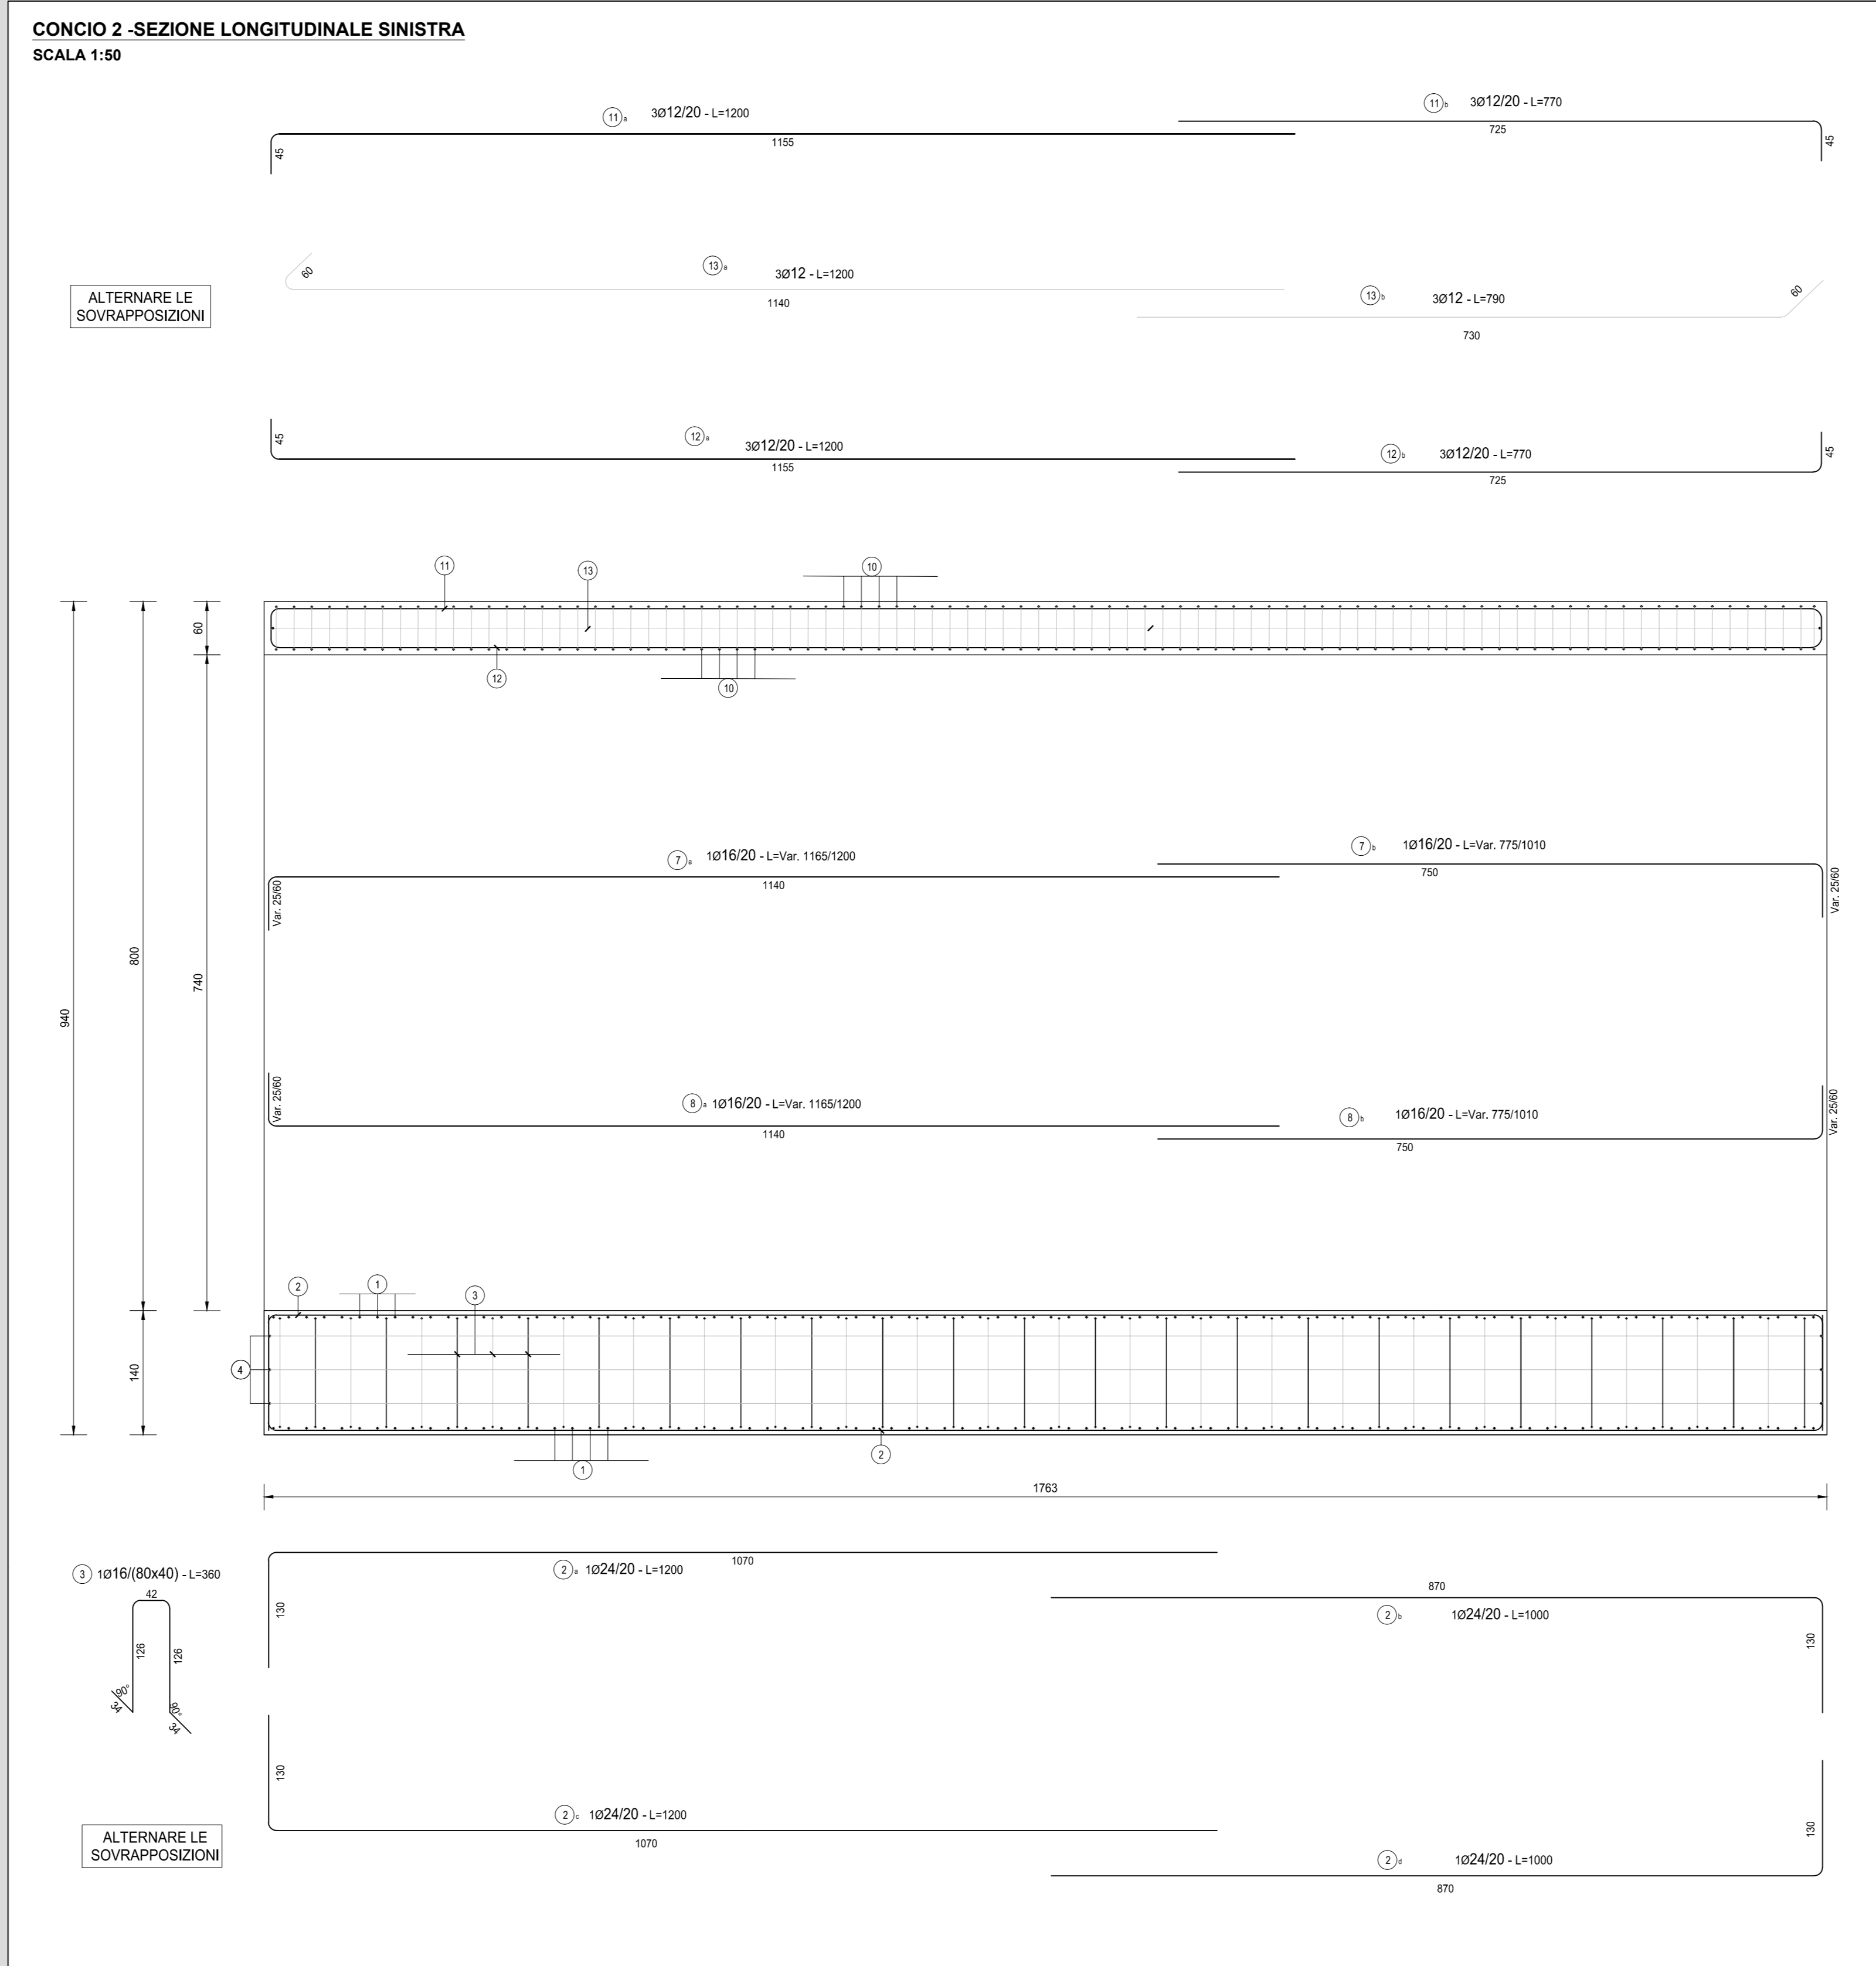 CONCIO 2 -SEZIONE LONGITUDINALE SINISTRA
SCALA 1:50
11 a 3Ø12/20 - L=1200
1155
45
11 b 3Ø12/20 - L=770
725
45
13 a 3Ø12 - L=1200
1140
60
13 b 3Ø12 - L=790
730
60
ALTERNARE LE
SOVRAPPOSIZIONI
12 a 3Ø12/20 - L=1200
1155
45
12 b 3Ø12/20 - L=770
725
45
11
13
10
12
10
60
940
800
740
140
7 a 1Ø16/20 - L=Var. 1165/1200
1140
Var. 25/60
7 b 1Ø16/20 - L=Var. 775/1010
750
Var. 25/60
8 a 1Ø16/20 - L=Var. 1165/1200
1140
Var. 25/60
8 b 1Ø16/20 - L=Var. 775/1010
750
Var. 25/60
2
1
3
4
1
2
1763
3 1Ø16/(80x40) - L=360
42
126
126
90°
34
90°
34
1070
2 a 1Ø24/20 - L=1200
130
870
2 b 1Ø24/20 - L=1000
130
130
2 c 1Ø24/20 - L=1200
1070
130
2 d 1Ø24/20 - L=1000
870
ALTERNARE LE
SOVRAPPOSIZIONI